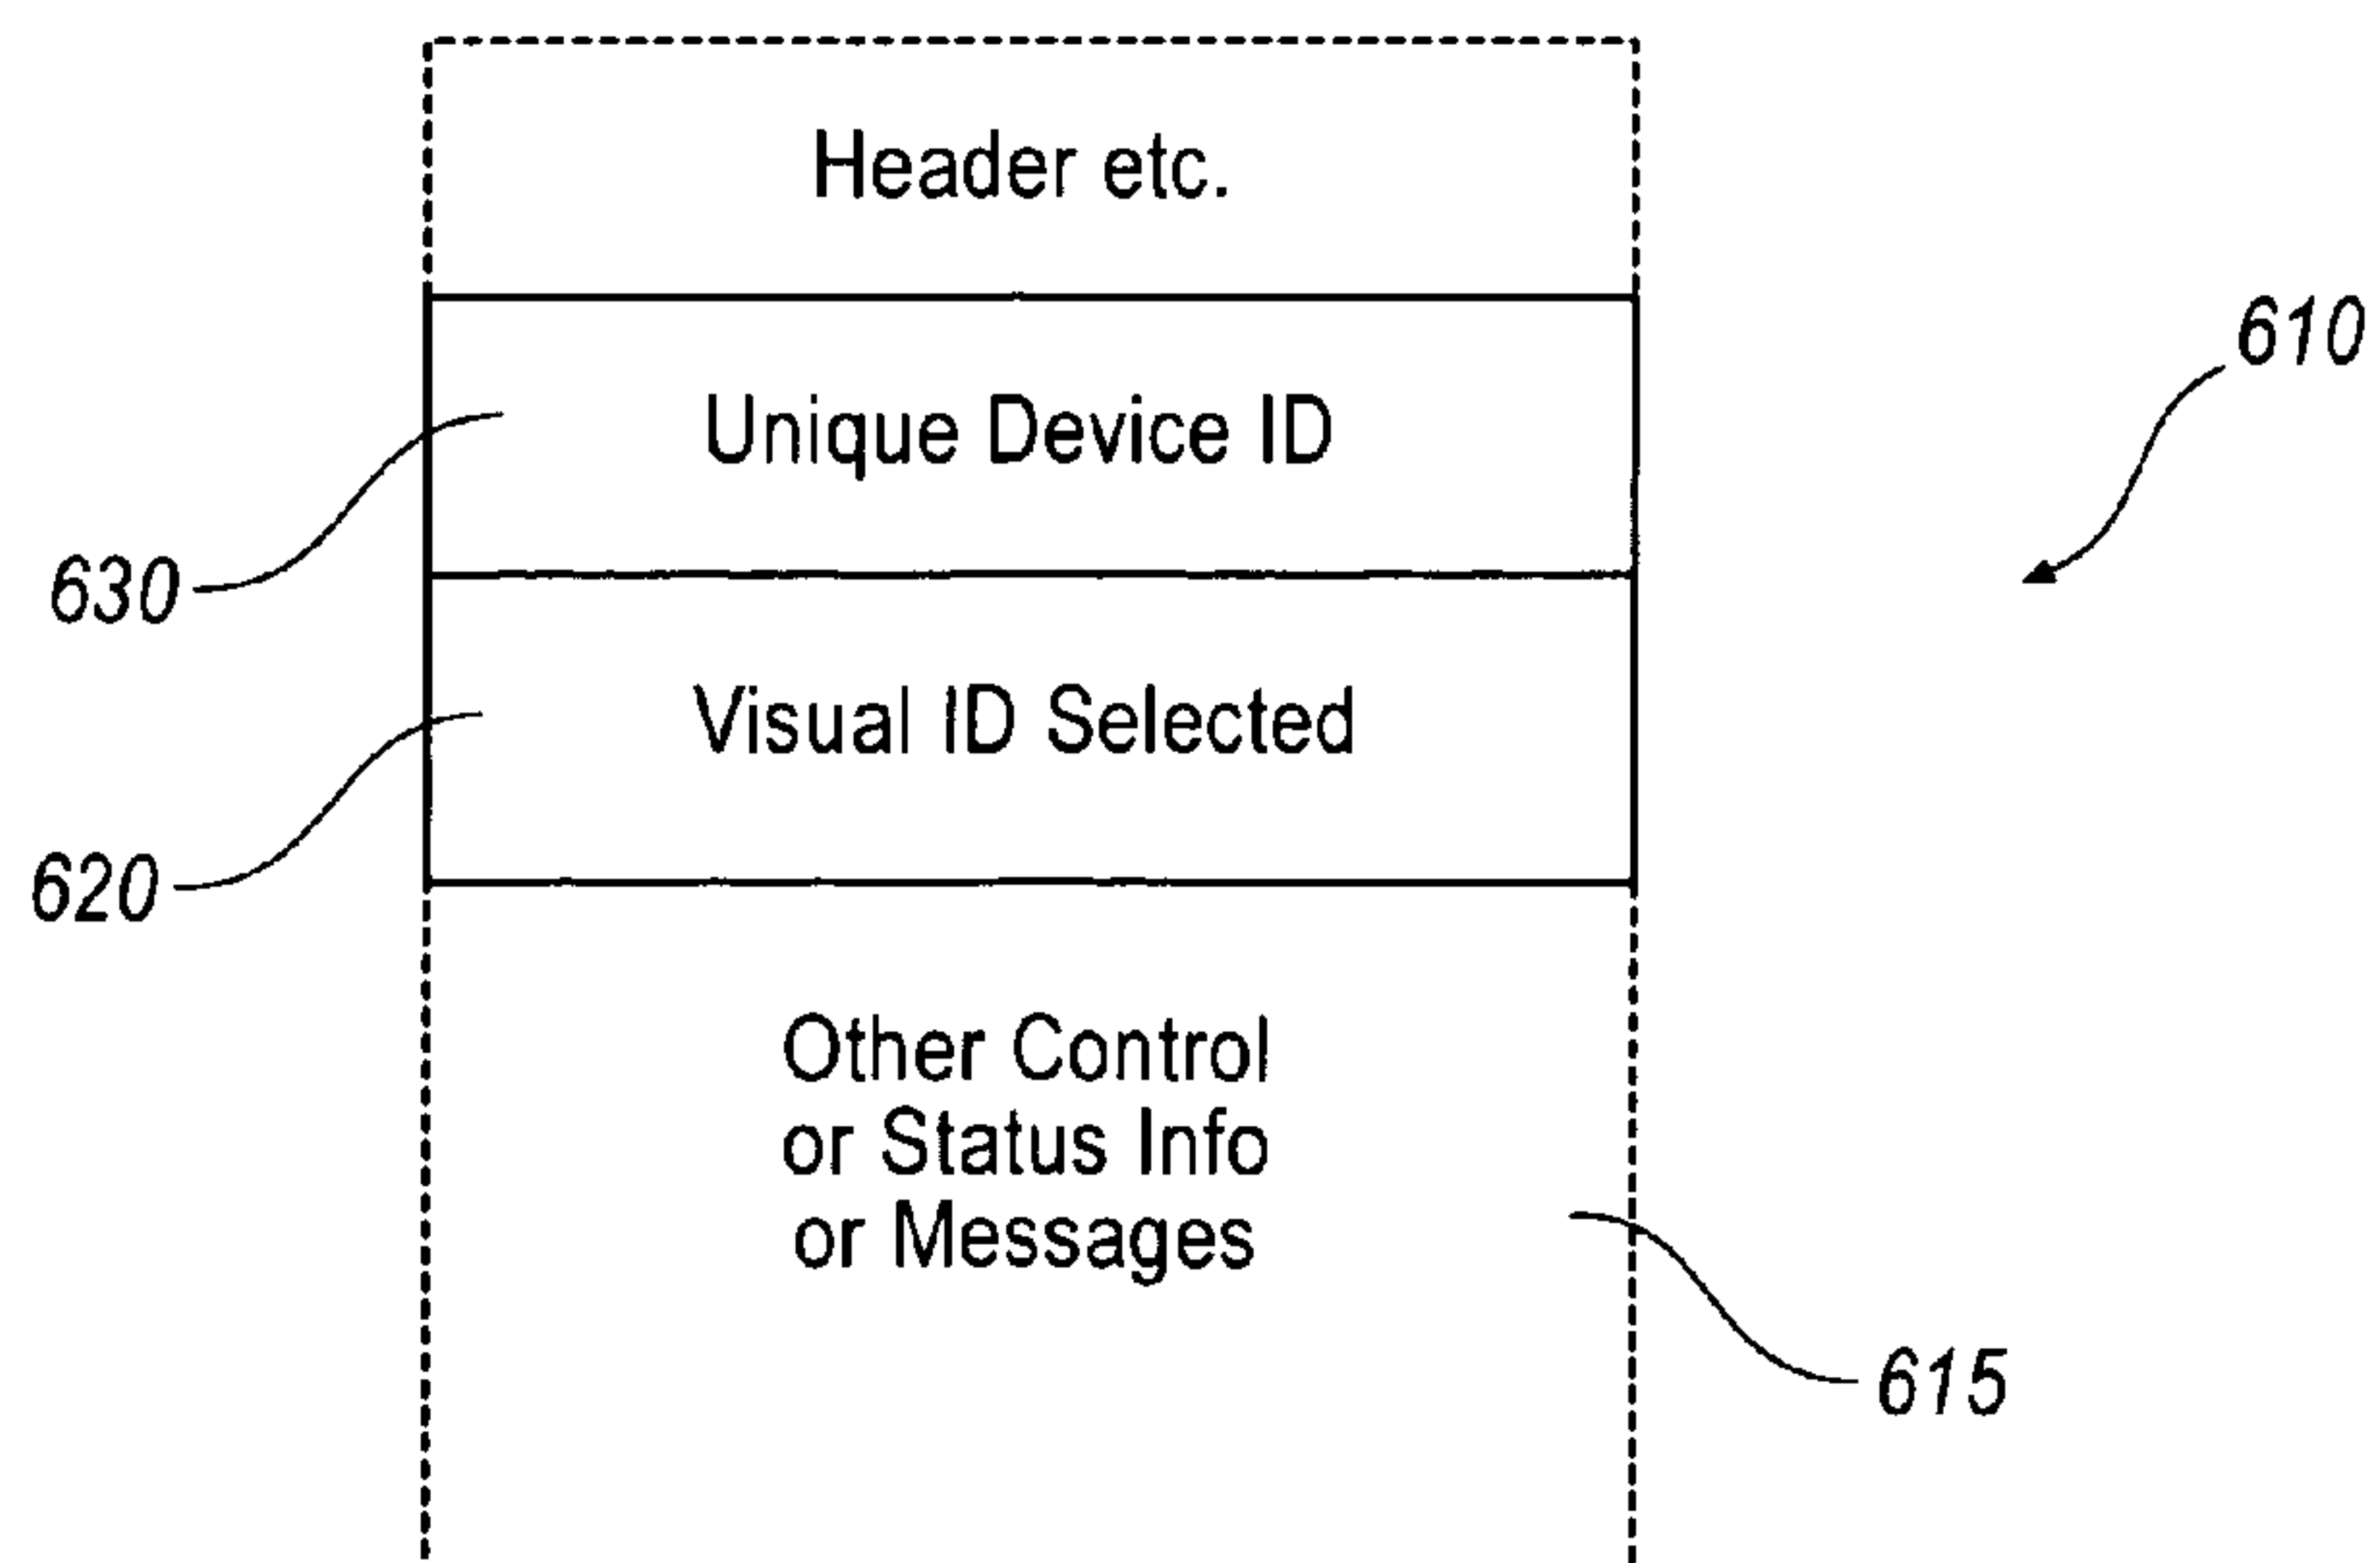 Header etc.
610
Unique Device ID
630
Visual ID Selected
620
Other Control
or Status Info
or Messages
615